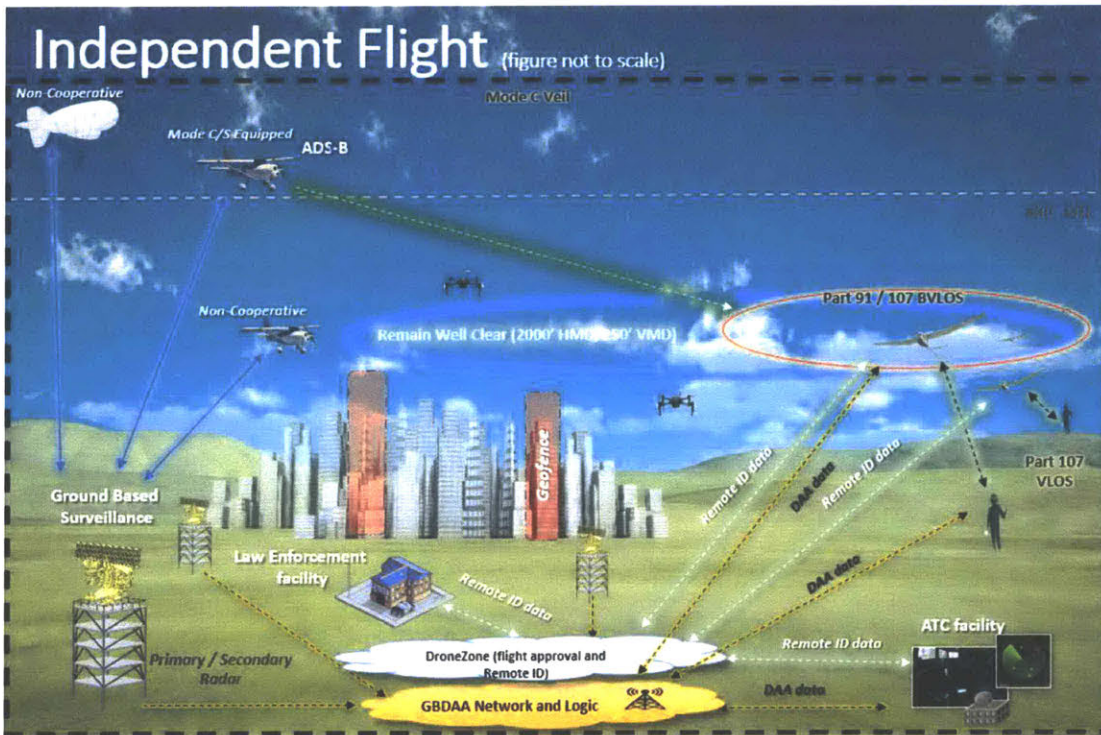 Independent Flight (figure not to scale)
Mode C Veil
Non-Cooperative
Mode C/S Equipped
ADS-B
Non-Cooperative
Part 91 / 107 BVLOS
Remain Well Clear (2000' HMD,
50' VMD)
Geofence
Remote ID data
DAA data
Remote ID data
Part 107
VLOS
Ground Based
Surveillance
Law Enforcement
facility
Remote ID data
DAA data
ATC facility
Primary / Secondary
Radar
DroneZone (flight approval and
Remote ID)
Remote ID data
GBDAA Network and Logic
DAA data